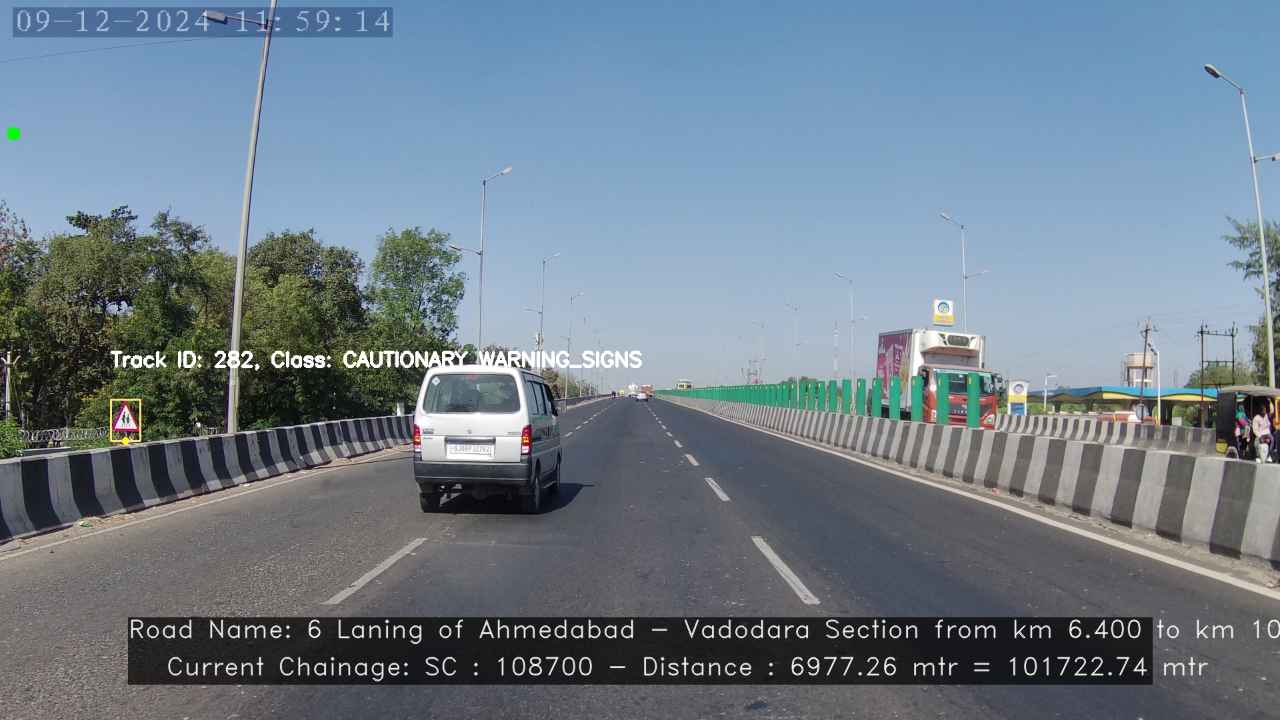 09-12-2024 11:59:14
Track ID: 282, Class: CAUTIONARY_WARNING_SIGNS
Road Name: 6 Laning of Ahmedabad - Vadodara Section from km 6.400 to km 10
Current Chainage: SC : 108700 - Distance : 6977.26 mtr = 101722.74 mtr